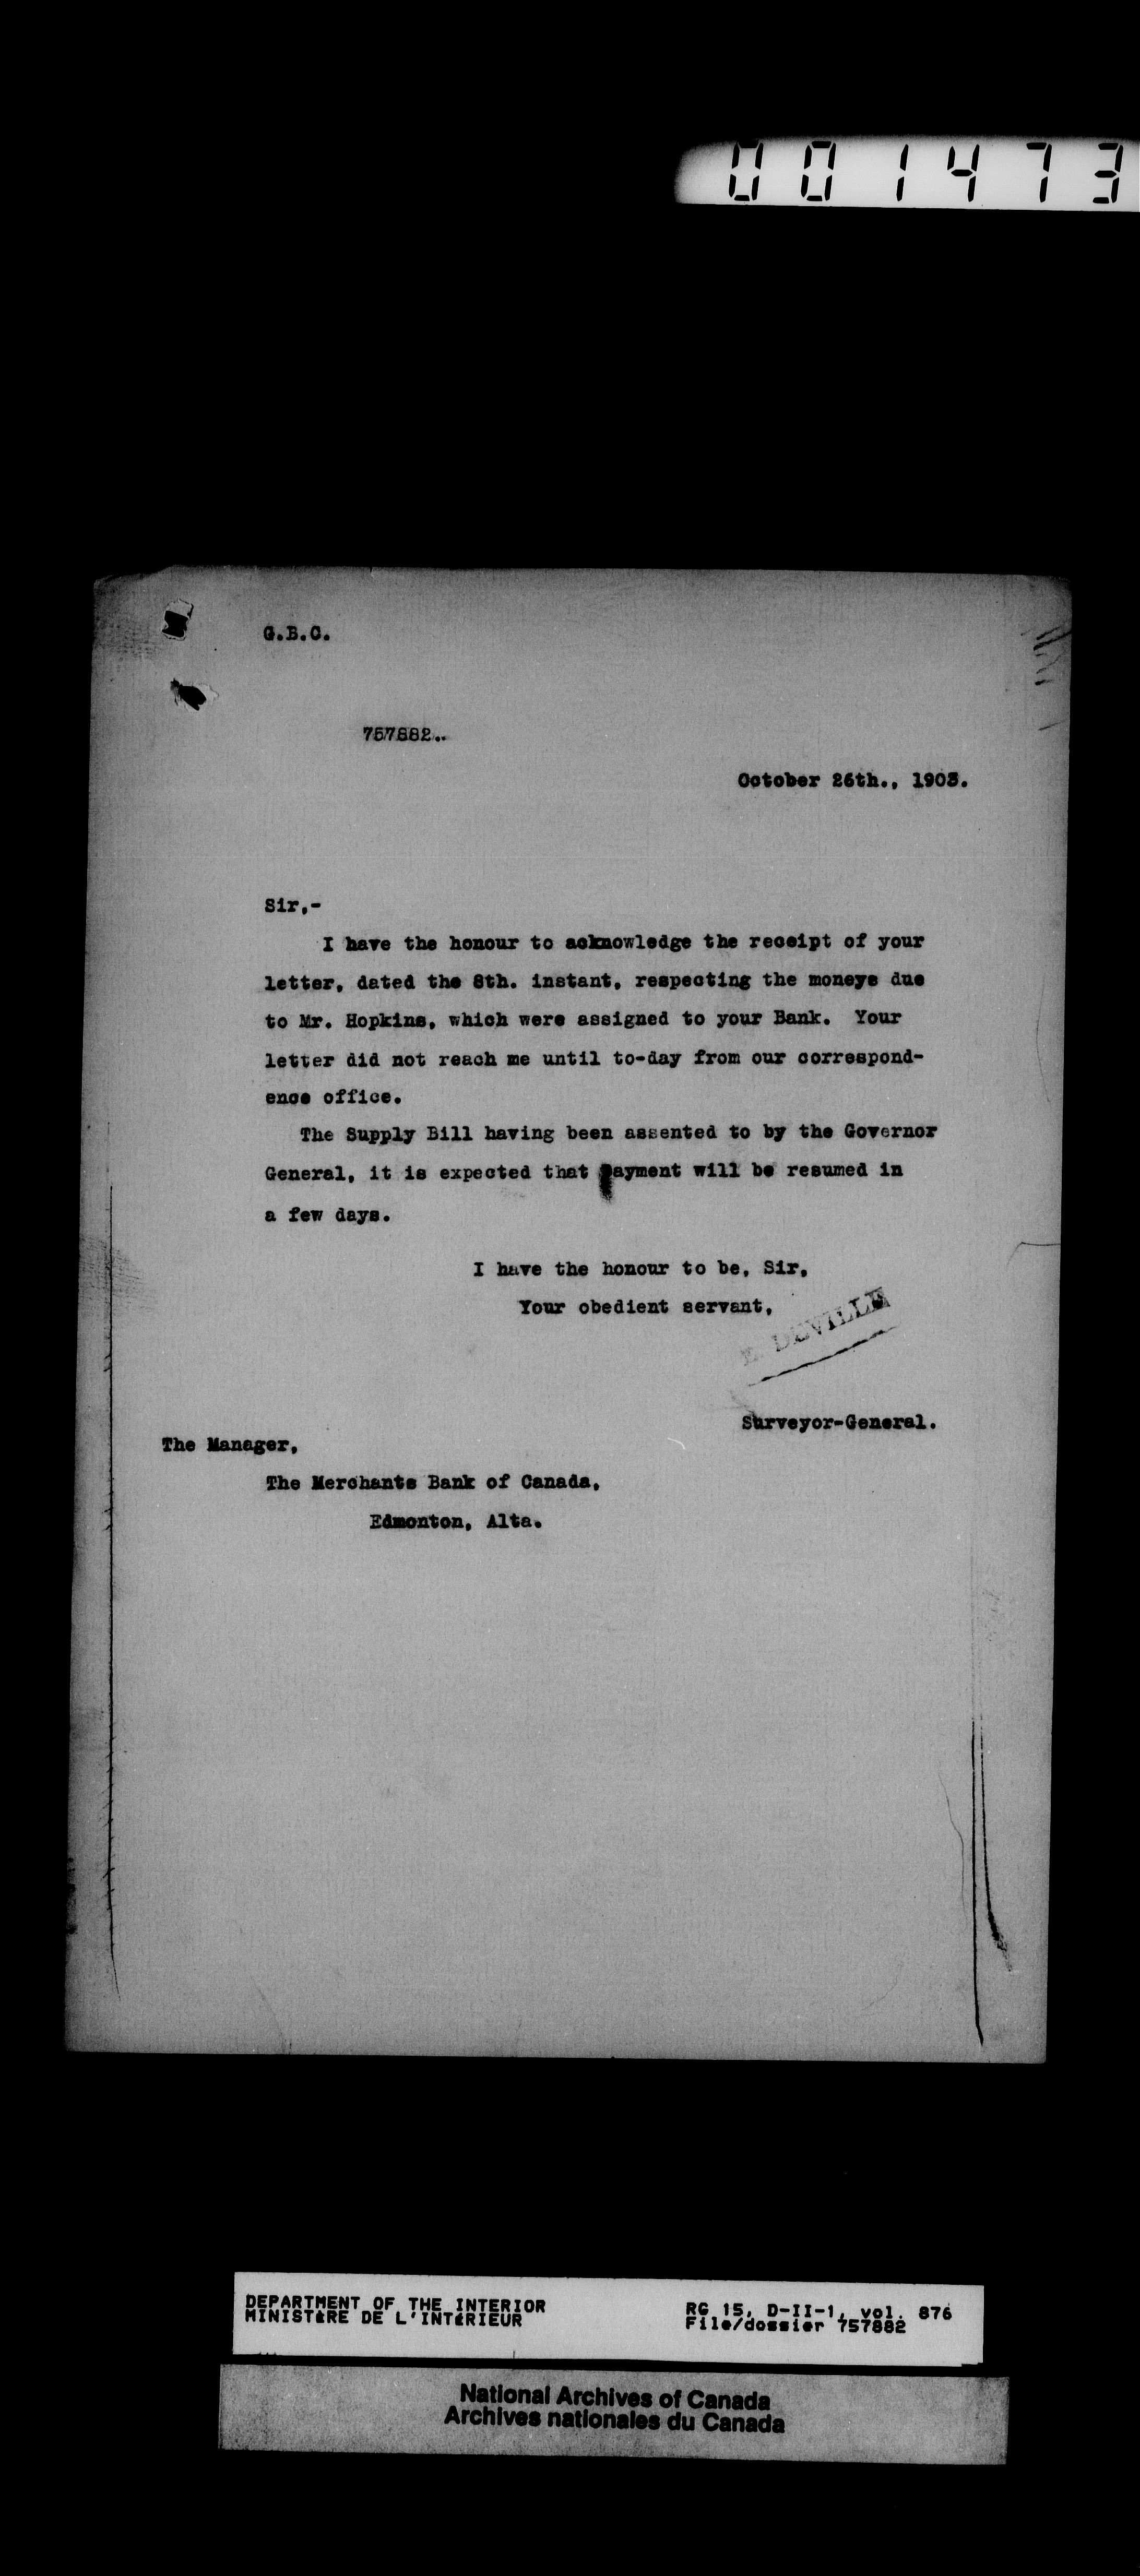 001473
G.B.C.
757882..
October 26th., 1903.
Sir,-
I have the honour to acknowledge the receipt of your
letter, dated the 8th. instant, respecting the moneys due
to Mr. Hopkins, which were assigned to your Bank. Your
letter did not reach me until to-day from our correspond-
ence office.
The Supply Bill having been assented to by the Governor
General, it is expected that payment will be resumed in
a few days.
I have the honour to be, Sir,
Your obedient servant,
E. DEVILLE
Surveyor-General.
The Manager,
The Merchants Bank of Canada,
Edmonton, Alta.
DEPARTMENT OF THE INTERIOR
MINISTÈRE DE L'INTÉRIEUR
RG 15, D-II-1, vol. 876
File/dossier 757882
National Archives of Canada
Archives nationales du Canada